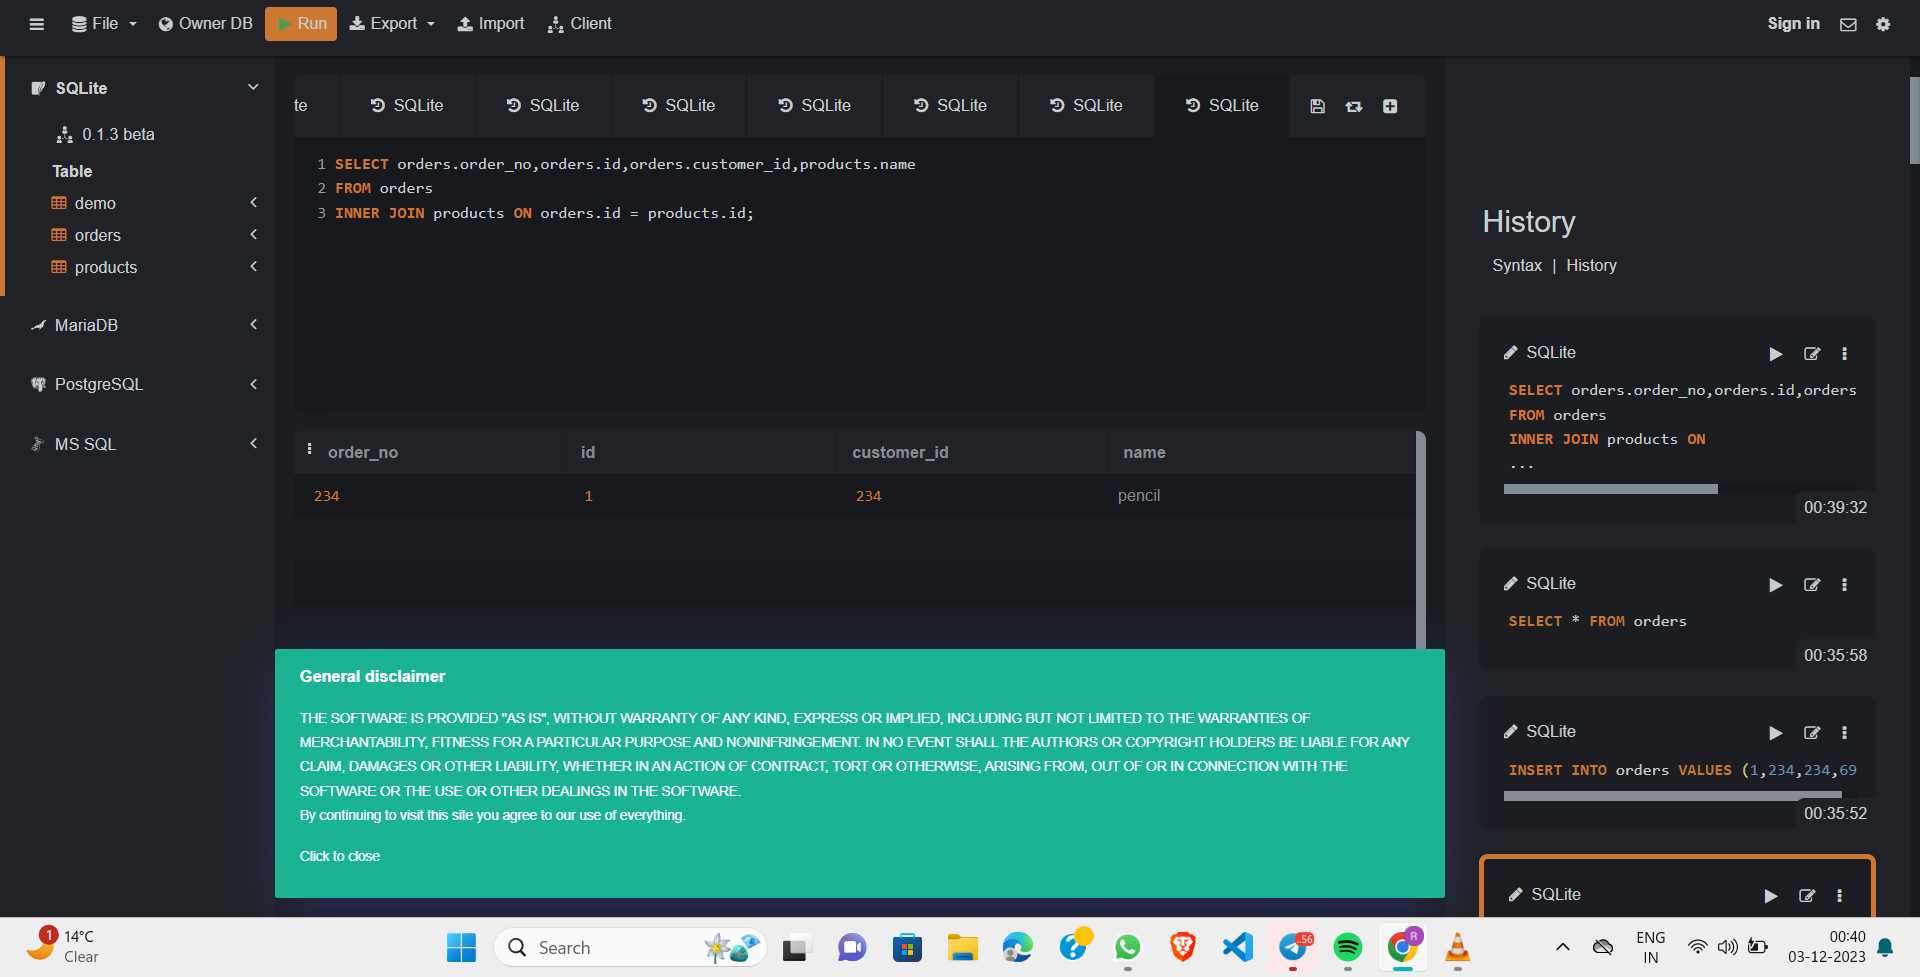 File Owner DB Run Export Import Client Sign in
SQLite
0.1.3 beta
Table
demo
orders
products
MariaDB
PostgreSQL
MS SQL
te SQLite SQLite SQLite SQLite SQLite SQLite SQLite
1 SELECT orders.order_no,orders.id,orders.customer_id,products.name
2 FROM orders
3 INNER JOIN products ON orders.id = products.id;
order_no id customer_id name
234 1 234 pencil
General disclaimer
THE SOFTWARE IS PROVIDED "AS IS", WITHOUT WARRANTY OF ANY KIND, EXPRESS OR IMPLIED, INCLUDING BUT NOT LIMITED TO THE WARRANTIES OF
MERCHANTABILITY, FITNESS FOR A PARTICULAR PURPOSE AND NONINFRINGEMENT. IN NO EVENT SHALL THE AUTHORS OR COPYRIGHT HOLDERS BE LIABLE FOR ANY
CLAIM, DAMAGES OR OTHER LIABILITY, WHETHER IN AN ACTION OF CONTRACT, TORT OR OTHERWISE, ARISING FROM, OUT OF OR IN CONNECTION WITH THE
SOFTWARE OR THE USE OR OTHER DEALINGS IN THE SOFTWARE.
By continuing to visit this site you agree to our use of everything.
Click to close
History
Syntax | History
SQLite
SELECT orders.order_no,orders.id,orders
FROM orders
INNER JOIN products ON
...
00:39:32
SQLite
SELECT * FROM orders
00:35:58
SQLite
INSERT INTO orders VALUES (1,234,234,69
00:35:52
SQLite
1
14°C
Clear
Search
..56
R
ENG
IN
00:40
03-12-2023